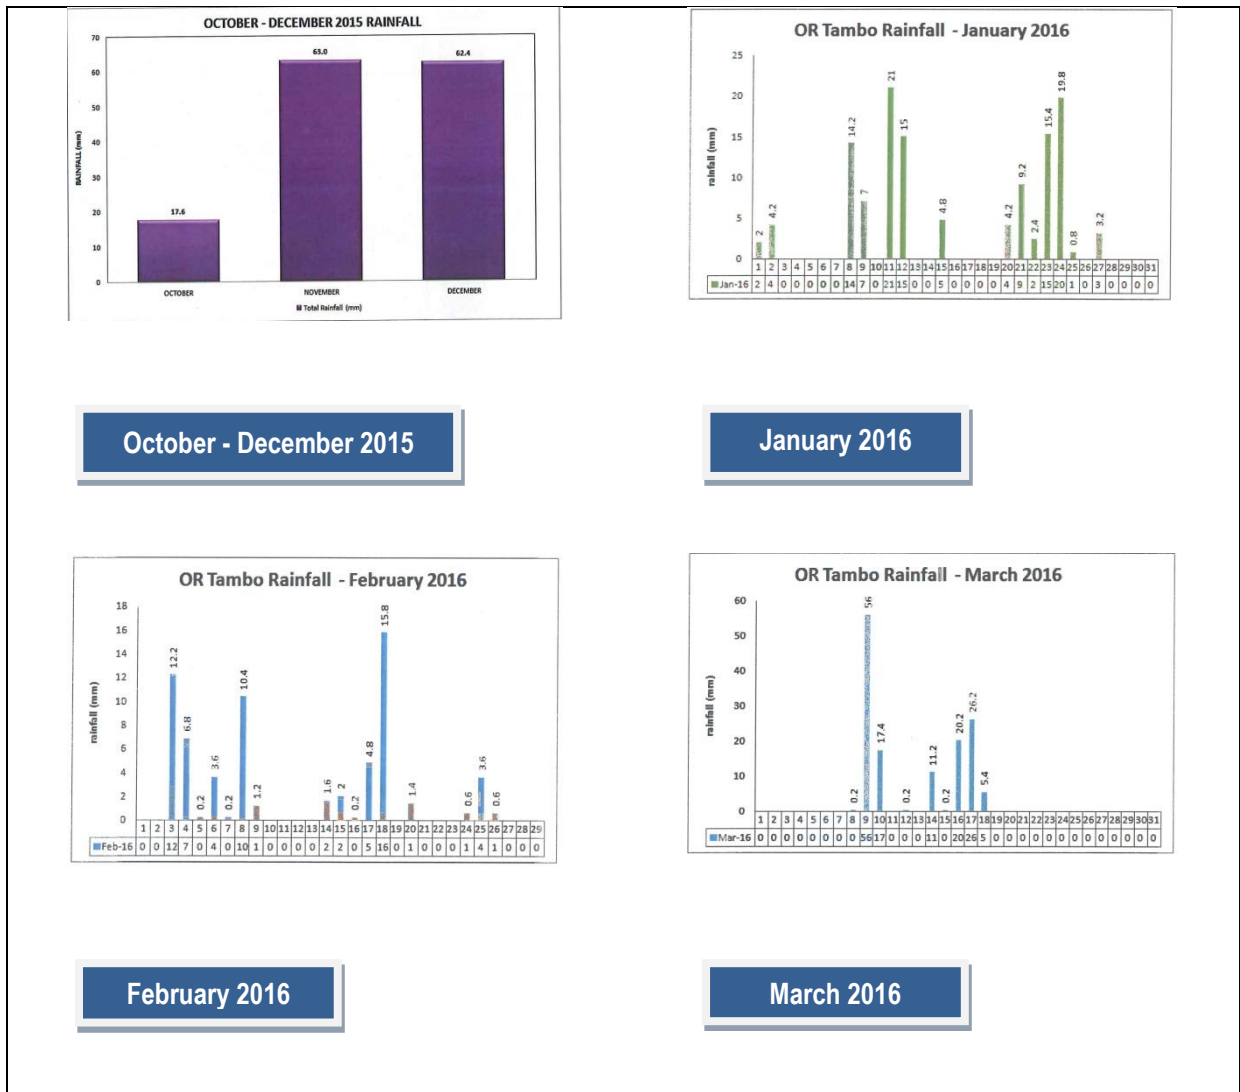 OCTOBER - DECEMBER 2015 RAINFALL
70
60
50
40
30
20
10
0
RAINFALL (mm)
17.6
63.0
62.4
OCTOBER NOVEMBER DECEMBER
Total Rainfall (mm)
October - December 2015
OR Tambo Rainfall - January 2016
25
20
15
10
5
0
rainfall (mm)
2 4.2 14.2 7 21 15 4.8 4.2 9.2 2.4 15.4 19.8 0.8 3.2
1 2 3 4 5 6 7 8 9 10 11 12 13 14 15 16 17 18 19 20 21 22 23 24 25 26 27 28 29 30 31
Jan-16 2 4 0 0 0 0 0 14 7 0 21 15 0 0 5 0 0 0 0 4 9 2 15 20 1 0 3 0 0 0 0
January 2016
OR Tambo Rainfall - February 2016
18
16
14
12
10
8
6
4
2
0
rainfall (mm)
12.2 6.8 0.2 3.6 0.2 10.4 1.2 1.6 2 0.2 4.8 15.8 1.4 0.6 3.6 0.6
1 2 3 4 5 6 7 8 9 10 11 12 13 14 15 16 17 18 19 20 21 22 23 24 25 26 27 28 29
Feb-16 0 0 12 7 0 4 0 10 1 0 0 0 0 2 2 0 5 16 0 1 0 0 0 1 4 1 0 0 0
February 2016
OR Tambo Rainfall - March 2016
60
50
40
30
20
10
0
rainfall (mm)
0.2 56 17.4 0.2 11.2 0.2 20.2 26.2 5.4
1 2 3 4 5 6 7 8 9 10 11 12 13 14 15 16 17 18 19 20 21 22 23 24 25 26 27 28 29 30 31
Mar-16 0 0 0 0 0 0 0 0 56 17 0 0 0 11 0 20 26 5 0 0 0 0 0 0 0 0 0 0 0 0 0
March 2016